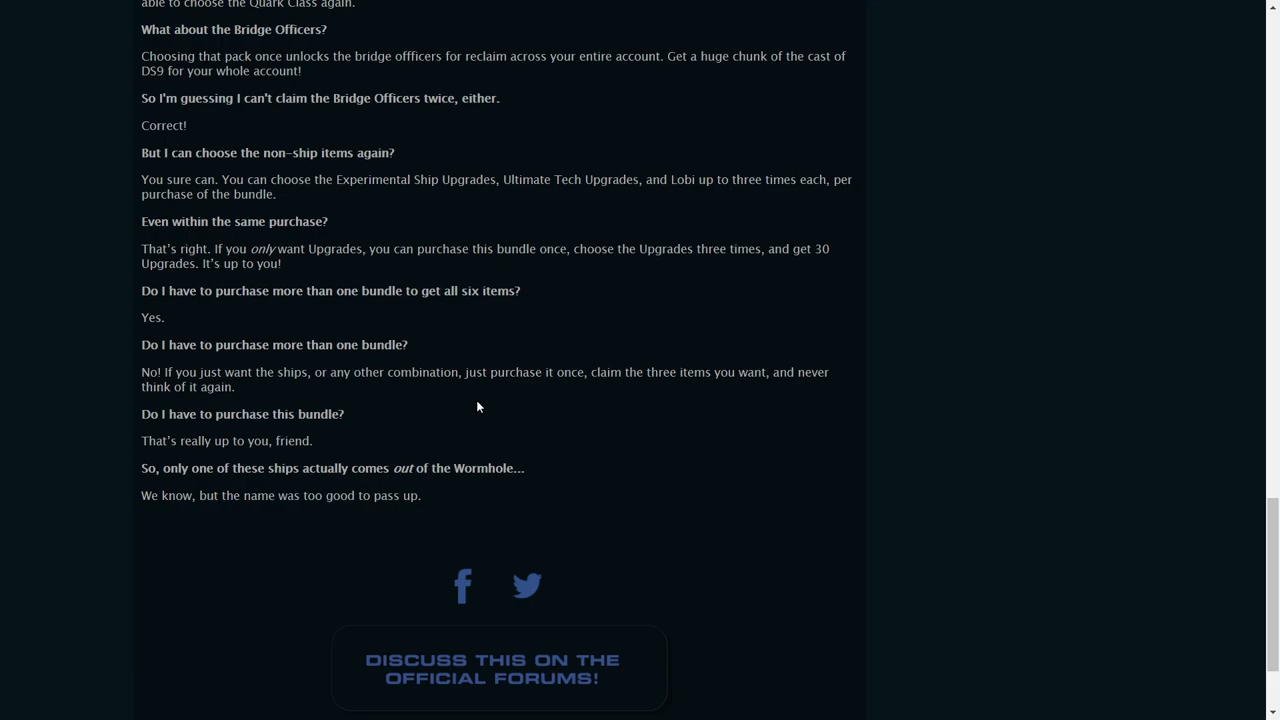 able to choose the Quark Class again.
What about the Bridge Officers?
Choosing that pack once unlocks the bridge offficers for reclaim across your entire account. Get a huge chunk of the cast of
DS9 for your whole account!
So I'm guessing I can't claim the Bridge Officers twice, either.
Correct!
But I can choose the non-ship items again?
You sure can. You can choose the Experimental Ship Upgrades, Ultimate Tech Upgrades, and Lobi up to three times each, per
purchase of the bundle.
Even within the same purchase?
That's right. If you only want Upgrades, you can purchase this bundle once, choose the Upgrades three times, and get 30
Upgrades. It's up to you!
Do I have to purchase more than one bundle to get all six items?
Yes.
Do I have to purchase more than one bundle?
No! If you just want the ships, or any other combination, just purchase it once, claim the three items you want, and never
think of it again.
Do I have to purchase this bundle?
That's really up to you, friend.
So, only one of these ships actually comes out of the Wormhole...
We know, but the name was too good to pass up.
DISCUSS THIS ON THE
OFFICIAL FORUMS!